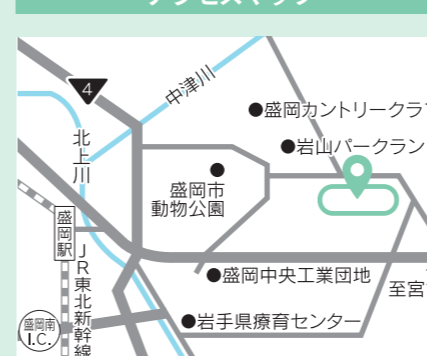 アクセスマップ
4
中津川
●盛岡カントリークラブ
●岩山パークラン
北上川
●
盛岡市
動物公園
盛岡駅
JR東北新幹線
●盛岡中央工業団地
至宮
盛岡南
I.C.
●岩手県療育センター